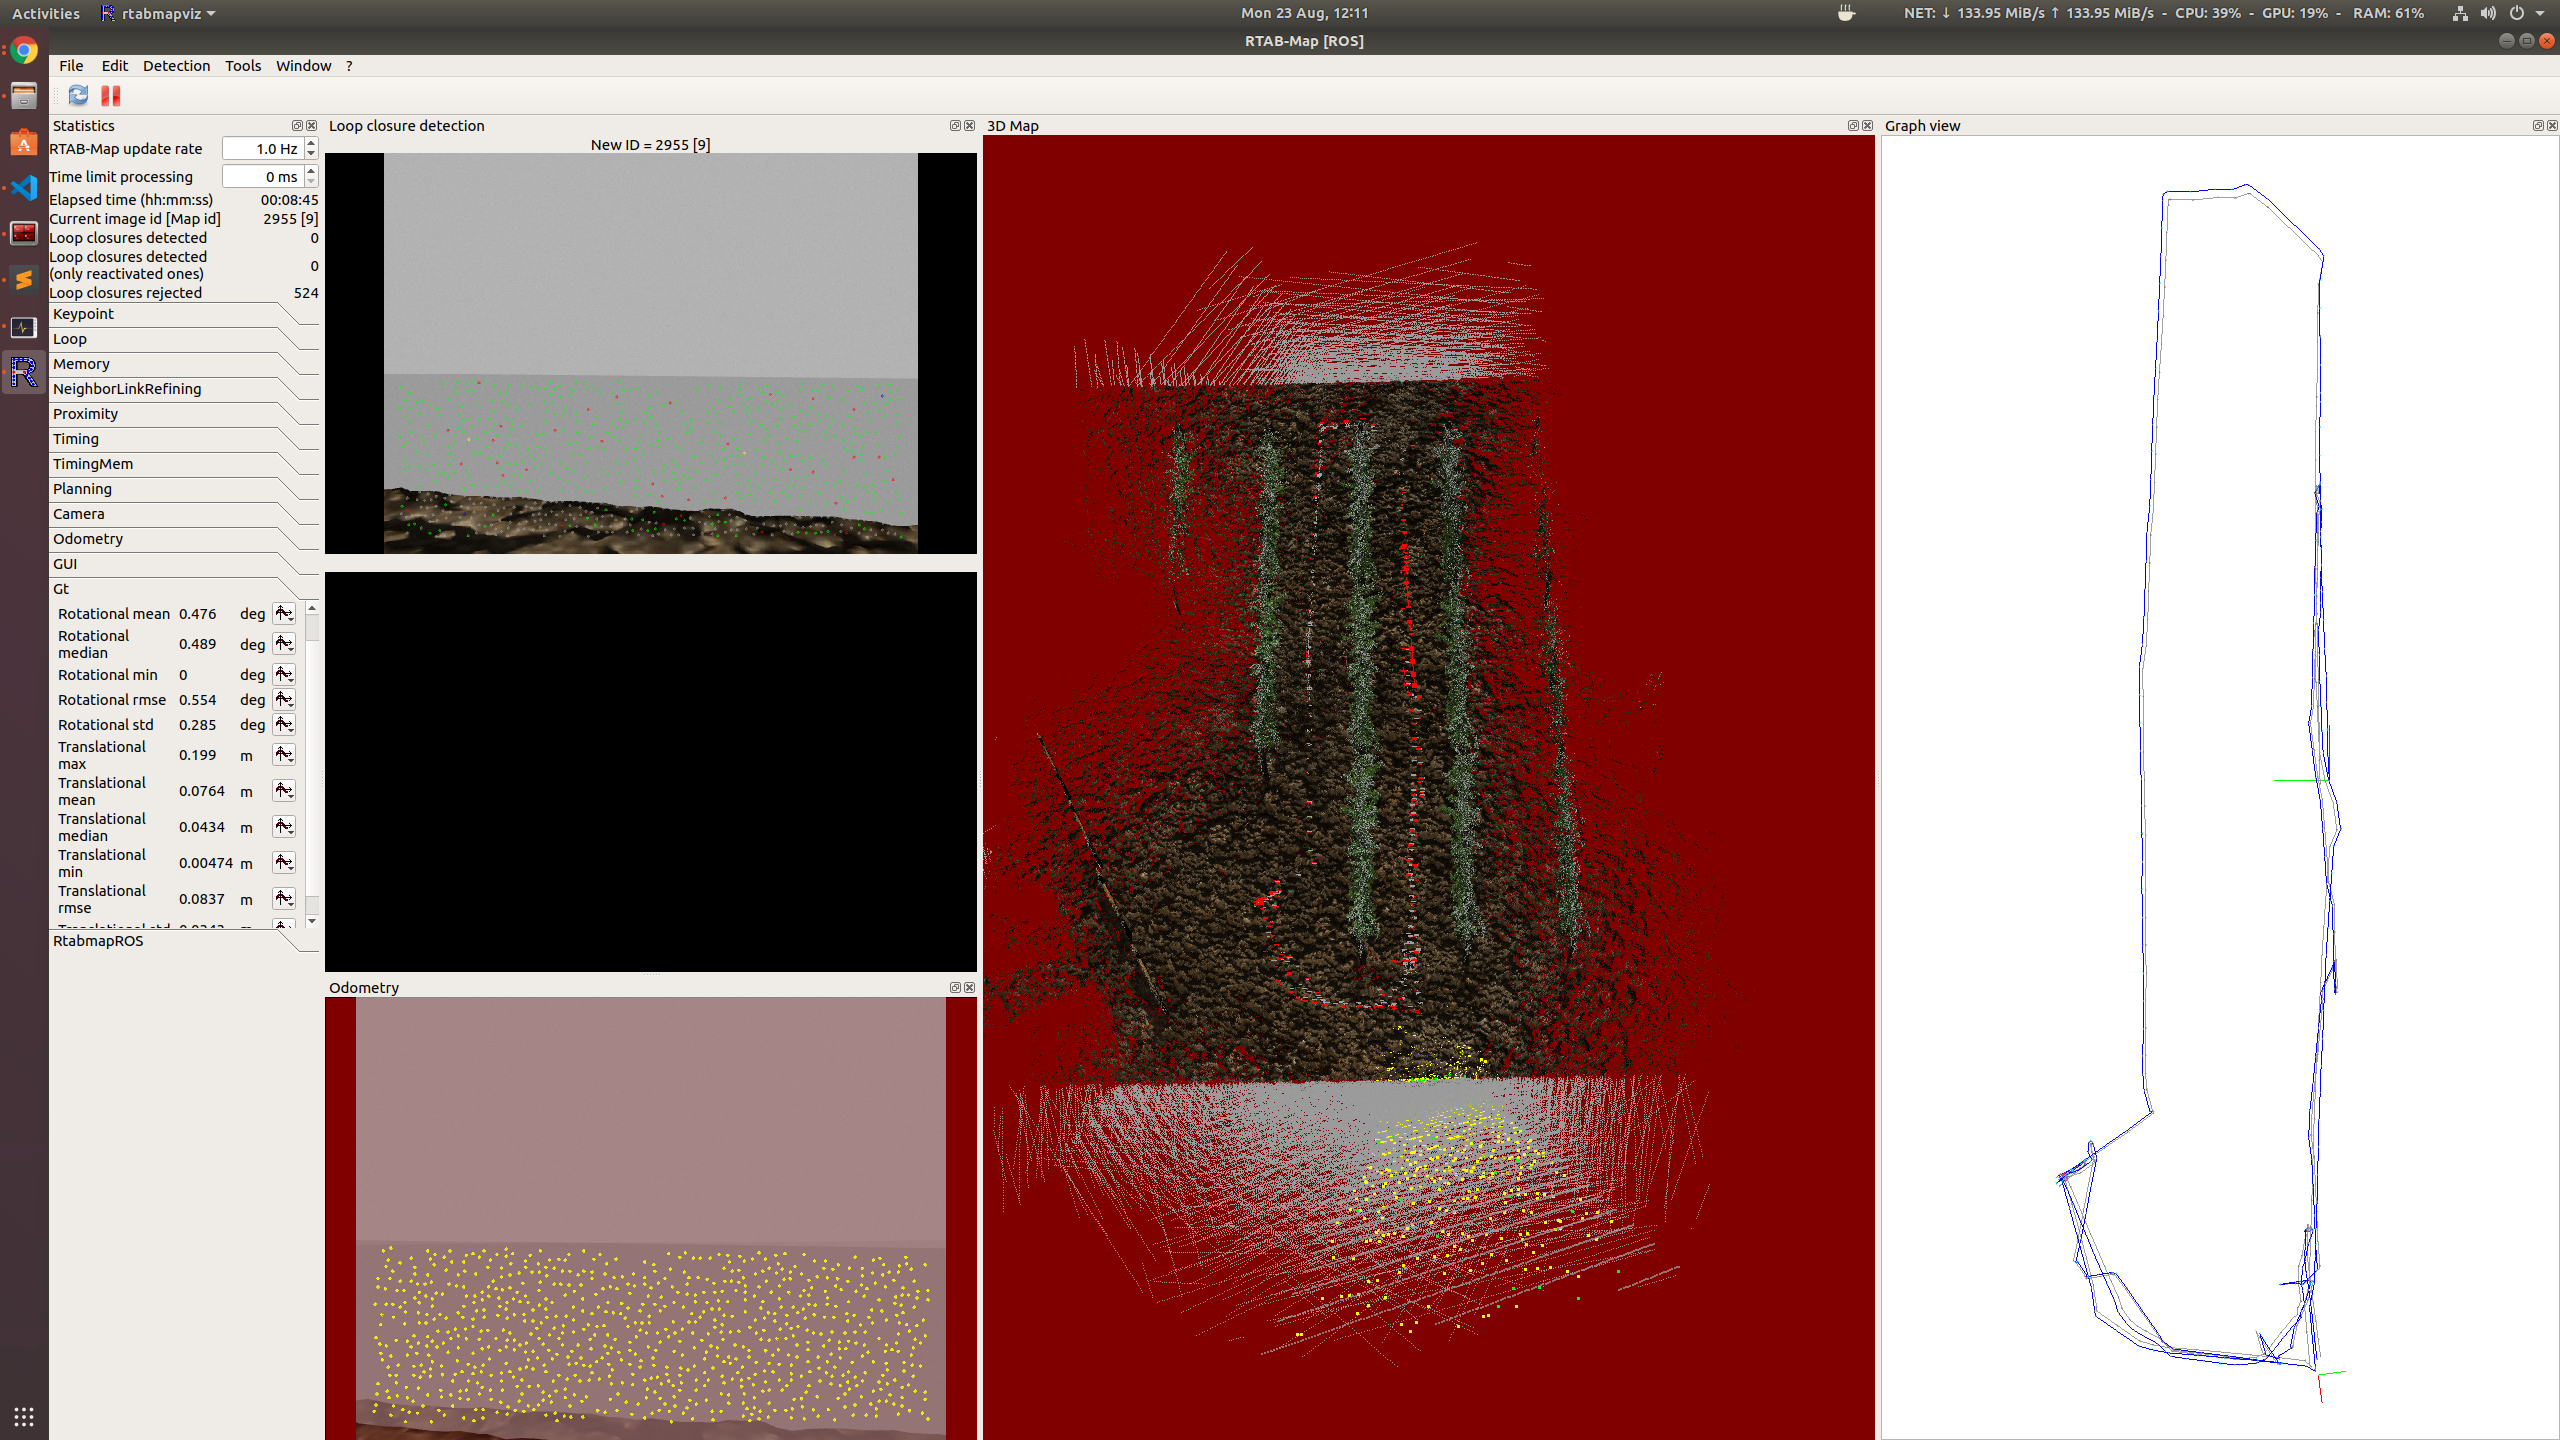 Activities
rtabmapviz
Mon 23 Aug, 12:11
NET: ↓ 133.95 MiB/s ↑ 133.95 MiB/s - CPU: 39% - GPU: 19% - RAM: 61%
RTAB-Map [ROS]
File Edit Detection Tools Window ?
Statistics
RTAB-Map update rate 1.0 Hz
Time limit processing 0 ms
Elapsed time (hh:mm:ss) 00:08:45
Current image id [Map id] 2955 [9]
Loop closures detected 0
Loop closures detected
(only reactivated ones) 0
Loop closures rejected 524
Keypoint
Loop
Memory
NeighborLinkRefining
Proximity
Timing
TimingMem
Planning
Camera
Odometry
GUI
Gt
Rotational mean 0.476 deg
Rotational
median 0.489 deg
Rotational min 0 deg
Rotational rmse 0.554 deg
Rotational std 0.285 deg
Translational
max 0.199 m
Translational
mean 0.0764 m
Translational
median 0.0434 m
Translational
min 0.00474 m
Translational
rmse 0.0837 m
RtabmapROS
Loop closure detection
New ID = 2955 [9]
Odometry
3D Map
Graph view